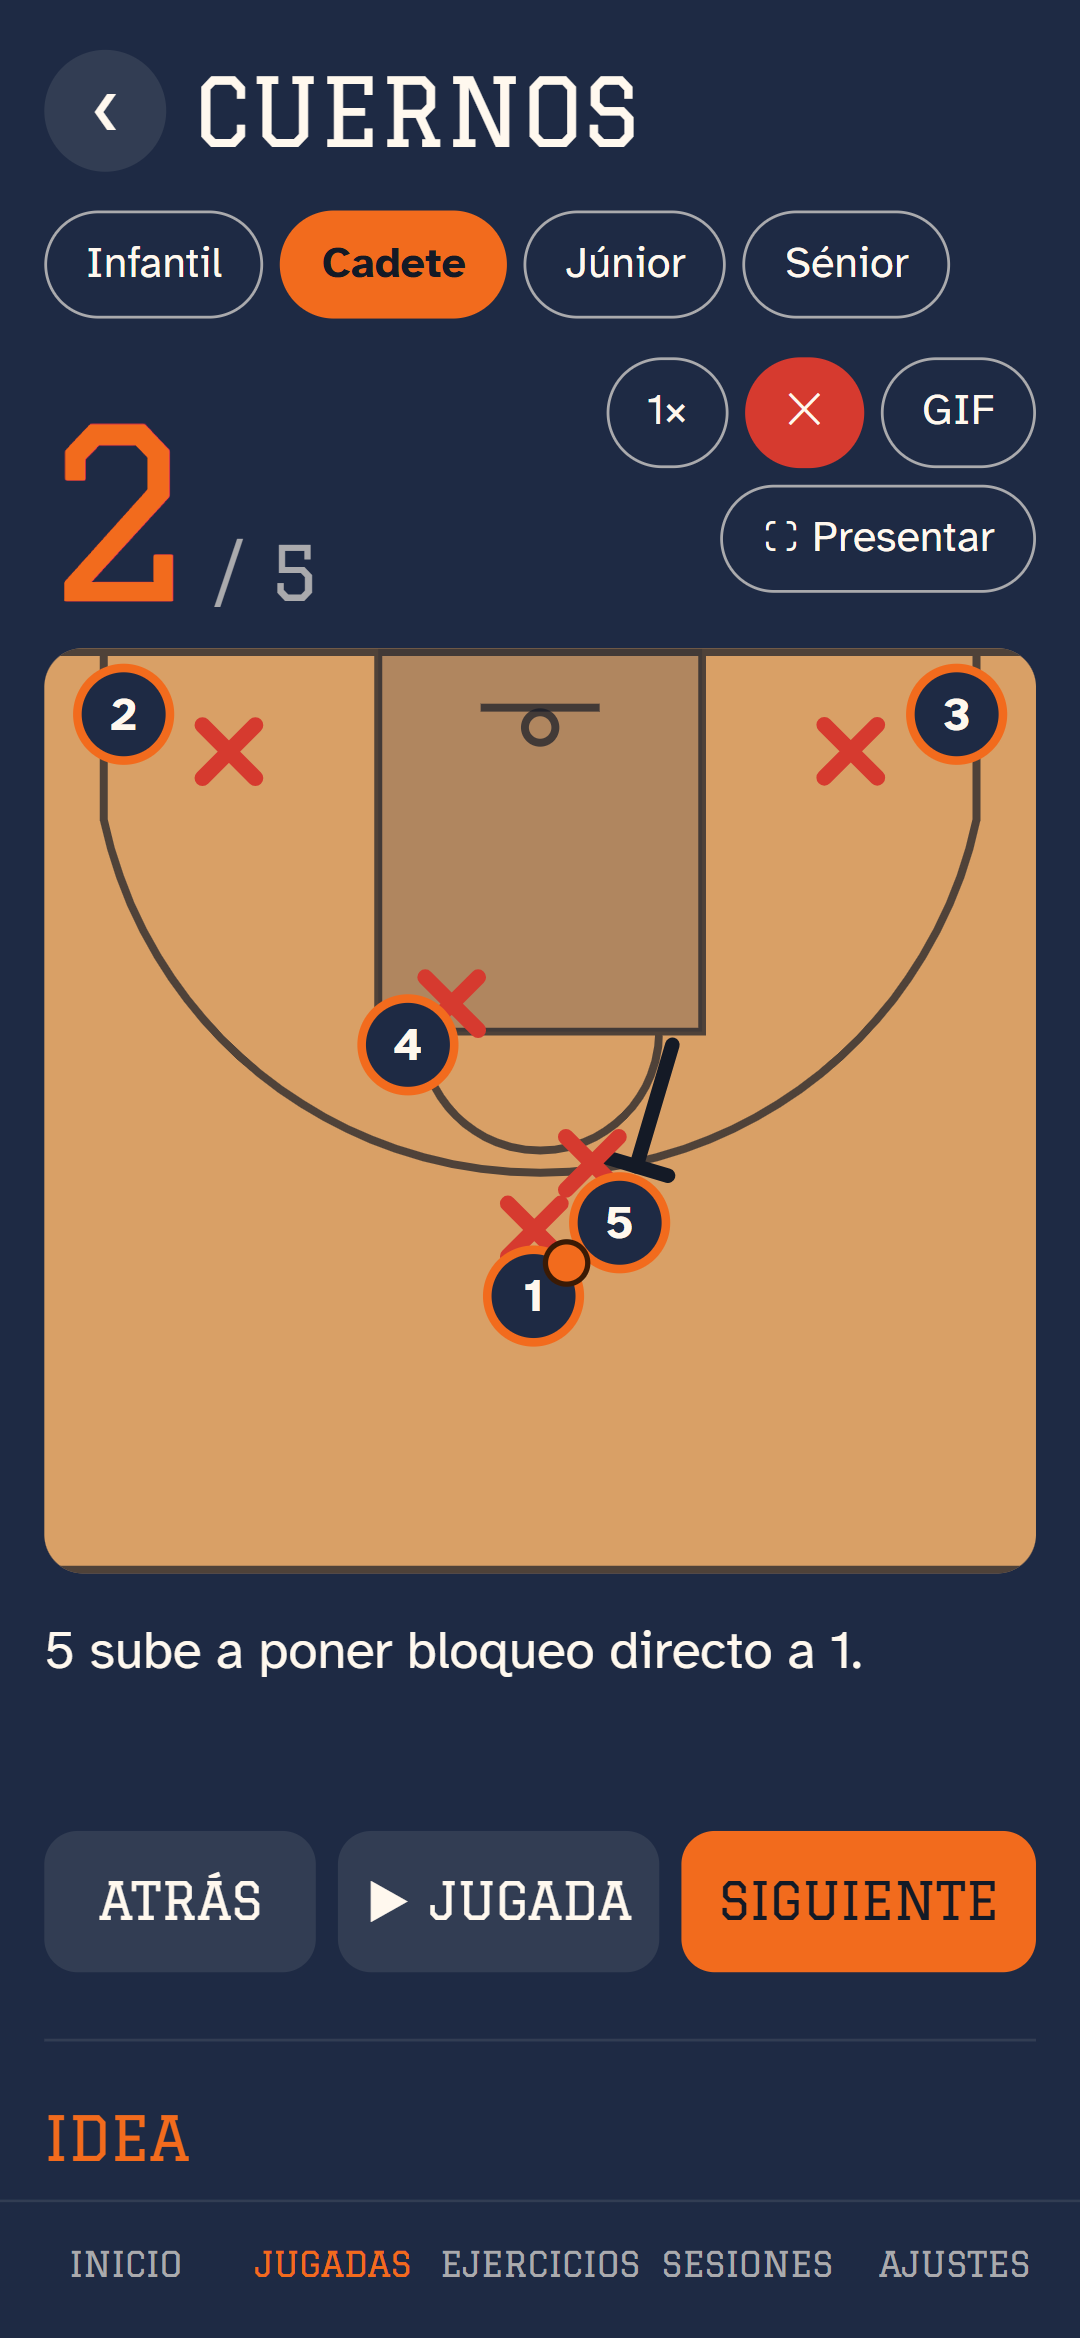 ‹ CUERNOS
Infantil Cadete Júnior Sénior
1× ✕ GIF
2 / 5
⛶ Presentar
2 3
4
5
1
5 sube a poner bloqueo directo a 1.
ATRÁS ▶ JUGADA SIGUIENTE
IDEA
INICIO JUGADAS EJERCICIOS SESIONES AJUSTES